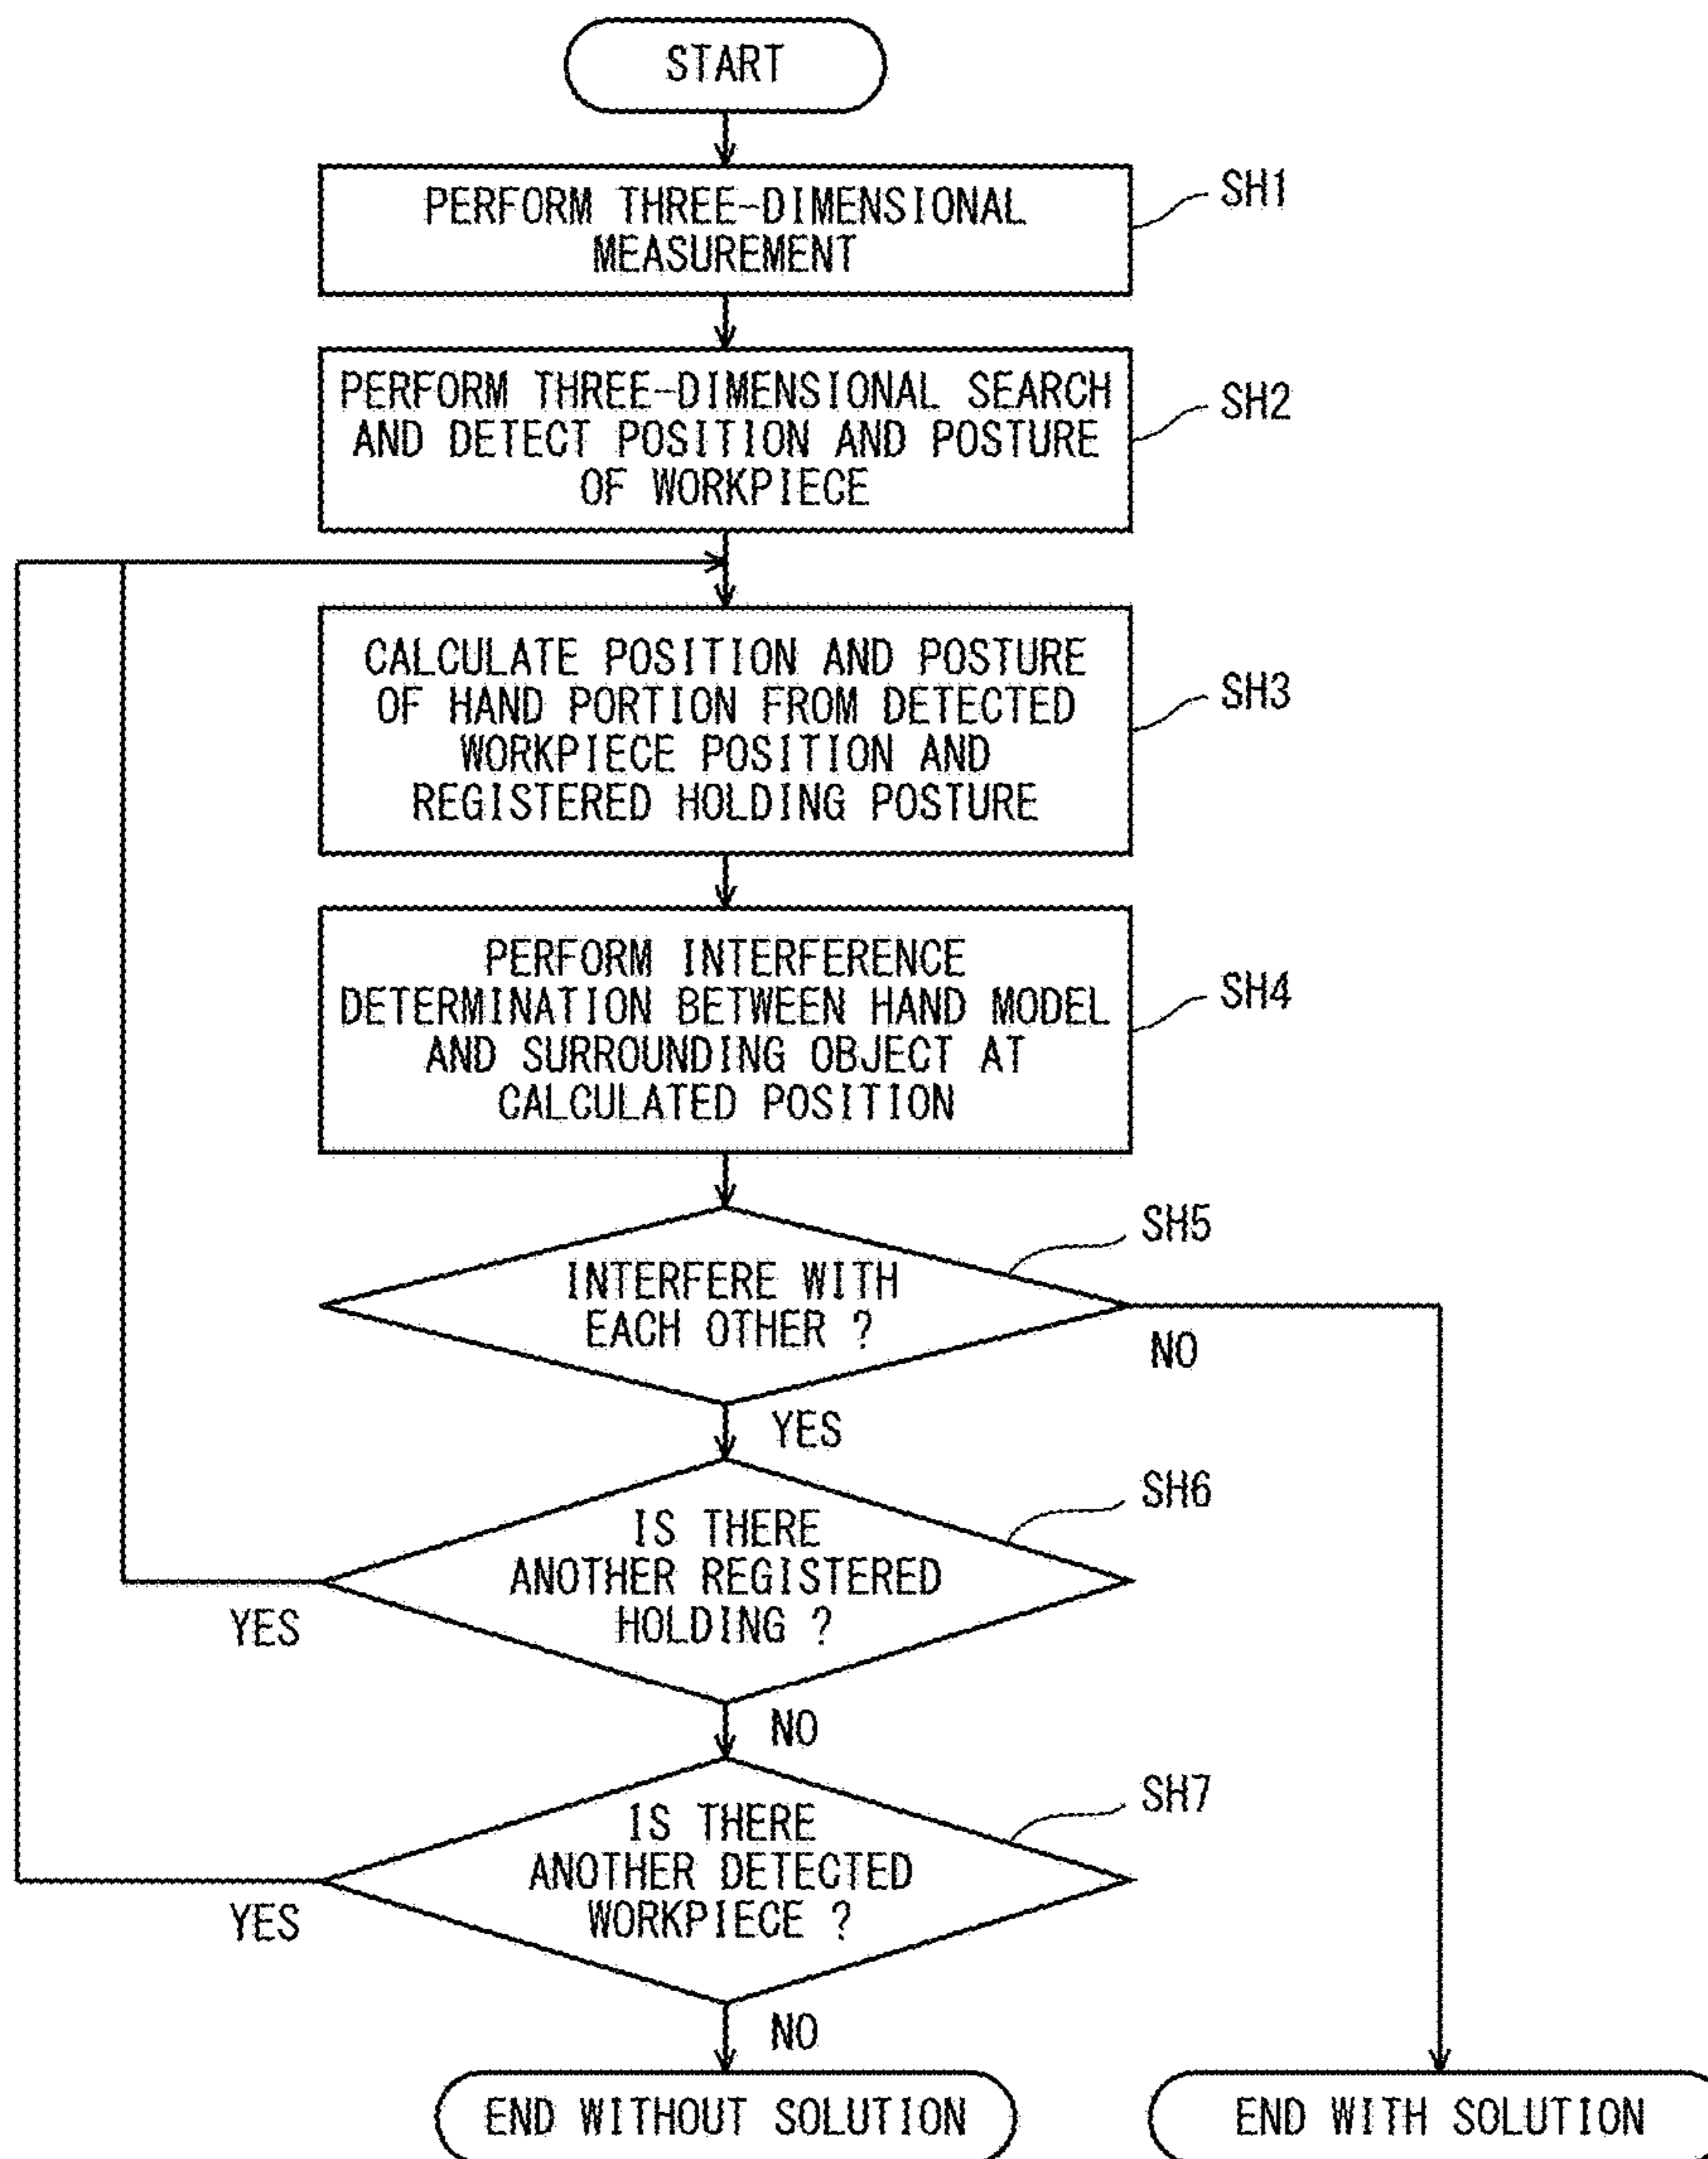 START
PERFORM THREE-DIMENSIONAL
MEASUREMENT
SH1
PERFORM THREE-DIMENSIONAL SEARCH
AND DETECT POSITION AND POSTURE
OF WORKPIECE
SH2
CALCULATE POSITION AND POSTURE
OF HAND PORTION FROM DETECTED
WORKPIECE POSITION AND
REGISTERED HOLDING POSTURE
SH3
PERFORM INTERFERENCE
DETERMINATION BETWEEN HAND MODEL
AND SURROUNDING OBJECT AT
CALCULATED POSITION
SH4
SH5
INTERFERE WITH
EACH OTHER ?
NO
YES
SH6
IS THERE
ANOTHER REGISTERED
HOLDING ?
YES
NO
SH7
IS THERE
ANOTHER DETECTED
WORKPIECE ?
YES
NO
END WITHOUT SOLUTION
END WITH SOLUTION